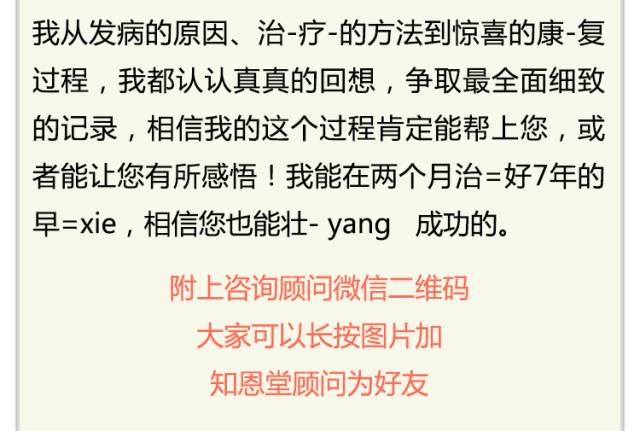 我从发病的原因、治-疗-的方法到惊喜的康-复
过程，我都认认真真的回想，争取最全面细致
的记录，相信我的这个过程肯定能帮上您，或
者能让您有所感悟！我能在两个月治=好7年的
早=xie，相信您也能壮- yang 成功的。
附上咨询顾问微信二维码
大家可以长按图片加
知恩堂顾问为好友